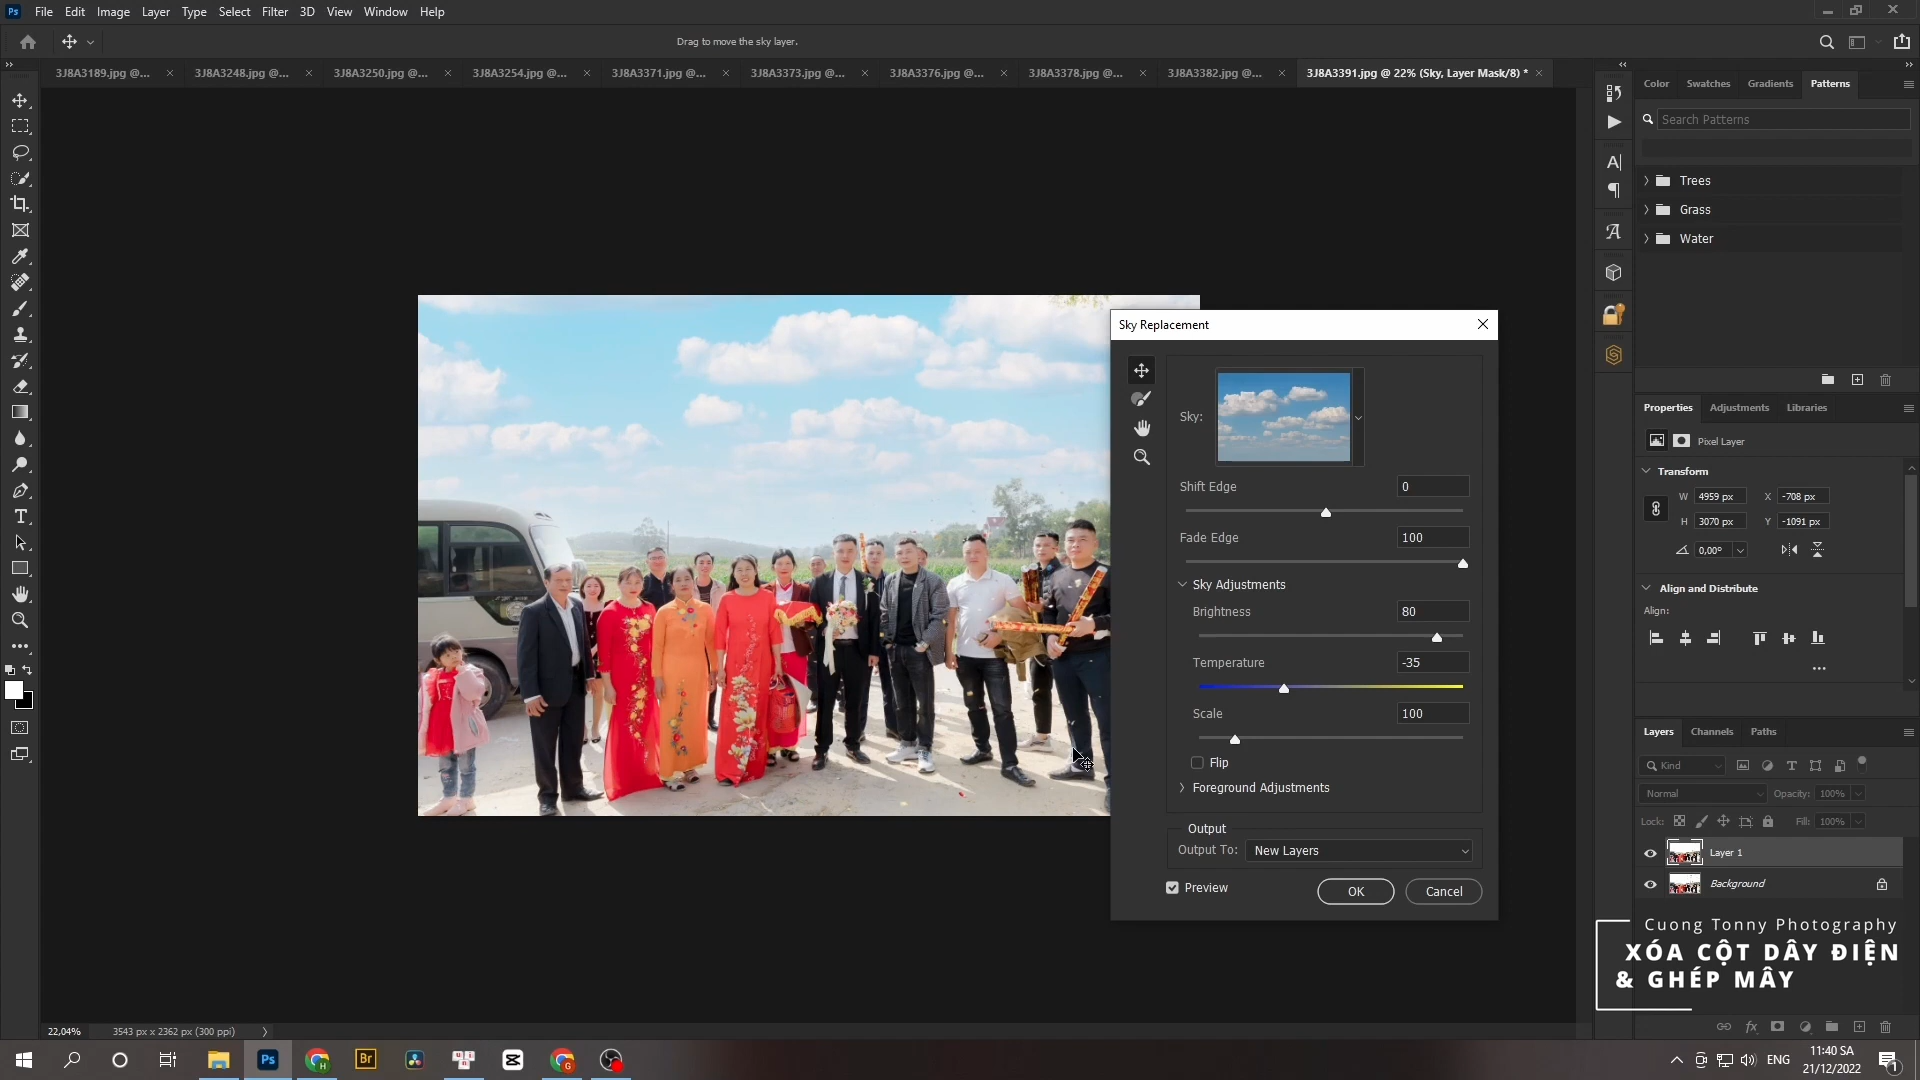 Ps File Edit Image Layer Type Select Filter 3D View Window Help
Drag to move the sky layer.
3J8A3189.jpg @... 3J8A3248.jpg @... 3J8A3250.jpg @... 3J8A3254.jpg @... 3J8A3371.jpg @... 3J8A3373.jpg @... 3J8A3376.jpg @... 3J8A3378.jpg @... 3J8A3382.jpg @... 3J8A3391.jpg @ 22% (Sky, Layer Mask/8) *
Color Swatches Gradients Patterns
Search Patterns
Trees
Grass
Water
Sky Replacement
Sky:
Shift Edge 0
Fade Edge 100
Sky Adjustments
Brightness 80
Temperature -35
Scale 100
Flip
Foreground Adjustments
Output
Output To: New Layers
Preview OK Cancel
Properties Adjustments Libraries
Pixel Layer
Transform
W 4959 px X -708 px
H 3070 px Y -1091 px
0,00°
Align and Distribute
Align:
Layers Channels Paths
Kind
Normal Opacity: 100%
Lock: Fill: 100%
Layer 1
Background
Cuong Tonny Photography
XÓA CỘT DÂY ĐIỆN
& GHÉP MÂY
22,04% 3543 px x 2362 px (300 ppi)
Ps Br ENG
11:40 SA
21/12/2022